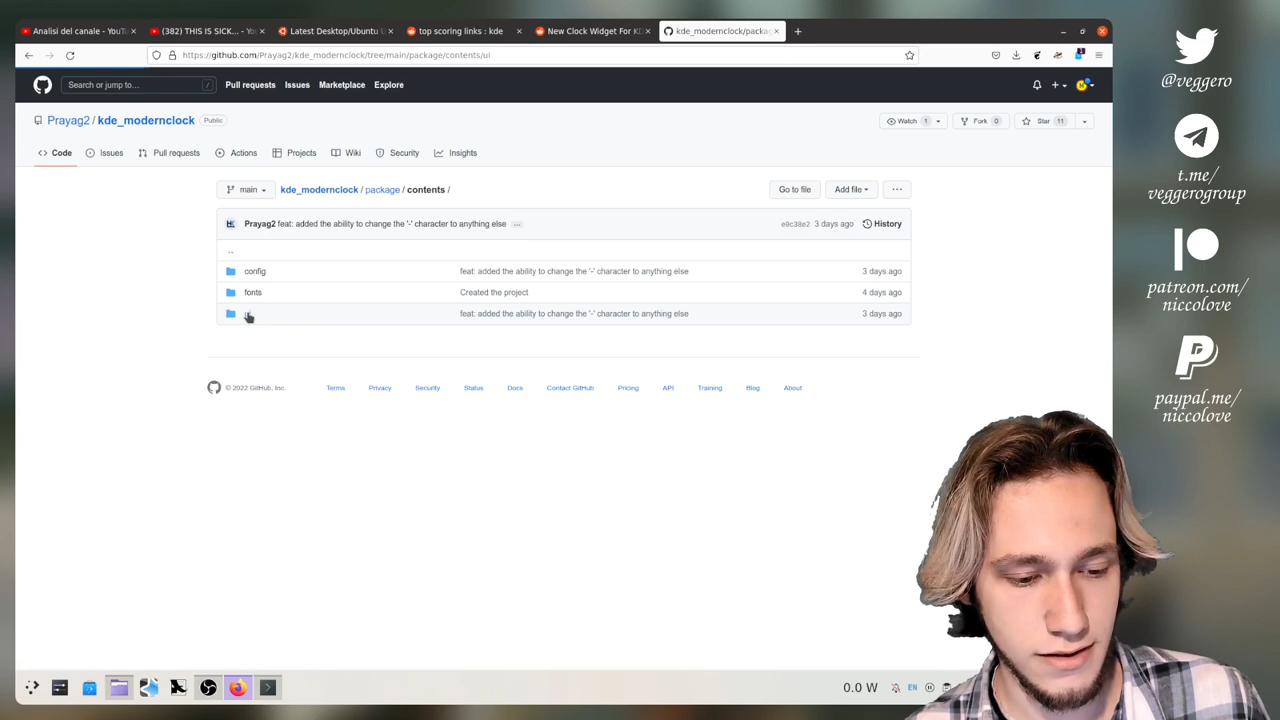 Analisi del canale - YouTu
(382) THIS IS SICK... - Yo
Latest Desktop/Ubuntu U
top scoring links : kde
New Clock Widget For KD
kde_modernclock/packag
https://github.com/Prayag2/kde_modernclock/tree/main/package/contents/ui
Search or jump to...
/
Pull requests
Issues
Marketplace
Explore
Prayag2 / kde_modernclock
Public
Watch 1
Fork 0
Star 11
Code
Issues
Pull requests
Actions
Projects
Wiki
Security
Insights
main
kde_modernclock / package / contents /
Go to file
Add file
...
Prayag2 feat: added the ability to change the '-' character to anything else ...
e0c38e2 3 days ago
History
..
config
feat: added the ability to change the '-' character to anything else
3 days ago
fonts
Created the project
4 days ago
feat: added the ability to change the '-' character to anything else
3 days ago
© 2022 GitHub, Inc.
Terms
Privacy
Security
Status
Docs
Contact GitHub
Pricing
API
Training
Blog
About
0.0 W
EN
@veggero
t.me/
veggerogroup
patreon.com/
niccolove
paypal.me/
niccolove